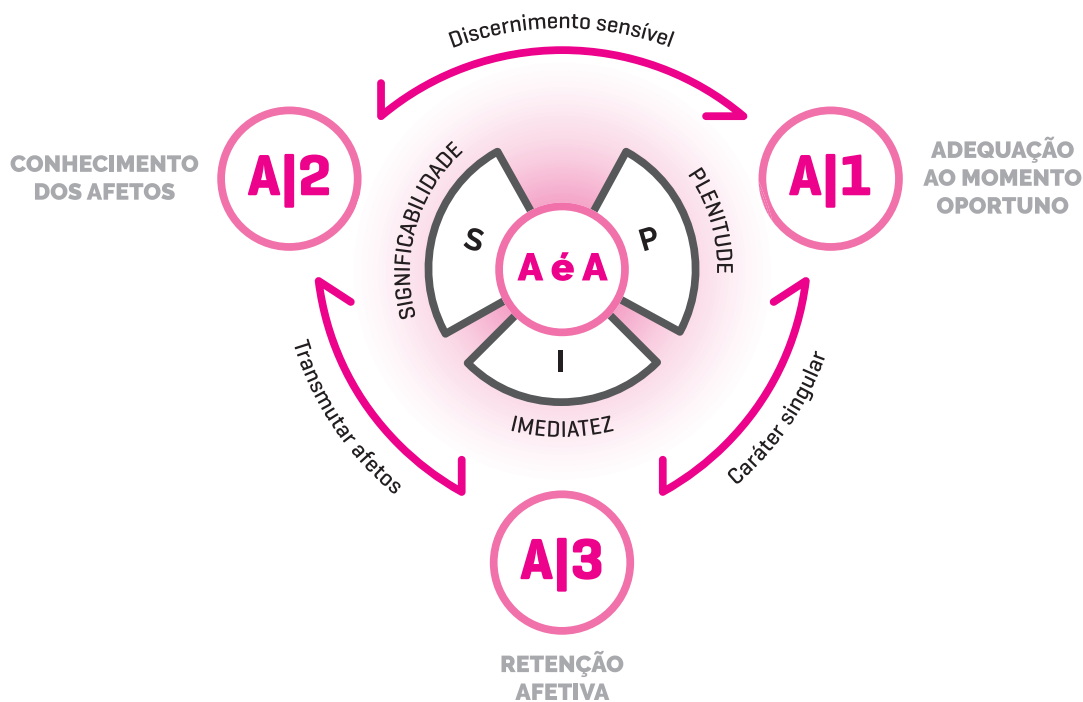 Discernimento sensível
CONHECIMENTO
DOS AFETOS
A|2
A|1
ADEQUAÇÃO
AO MOMENTO
OPORTUNO
SIGNIFICABILIDADE
S
A é A
P
PLENITUDE
I
IMEDIATEZ
Transmutar afetos
Caráter singular
A|3
RETENÇÃO
AFETIVA